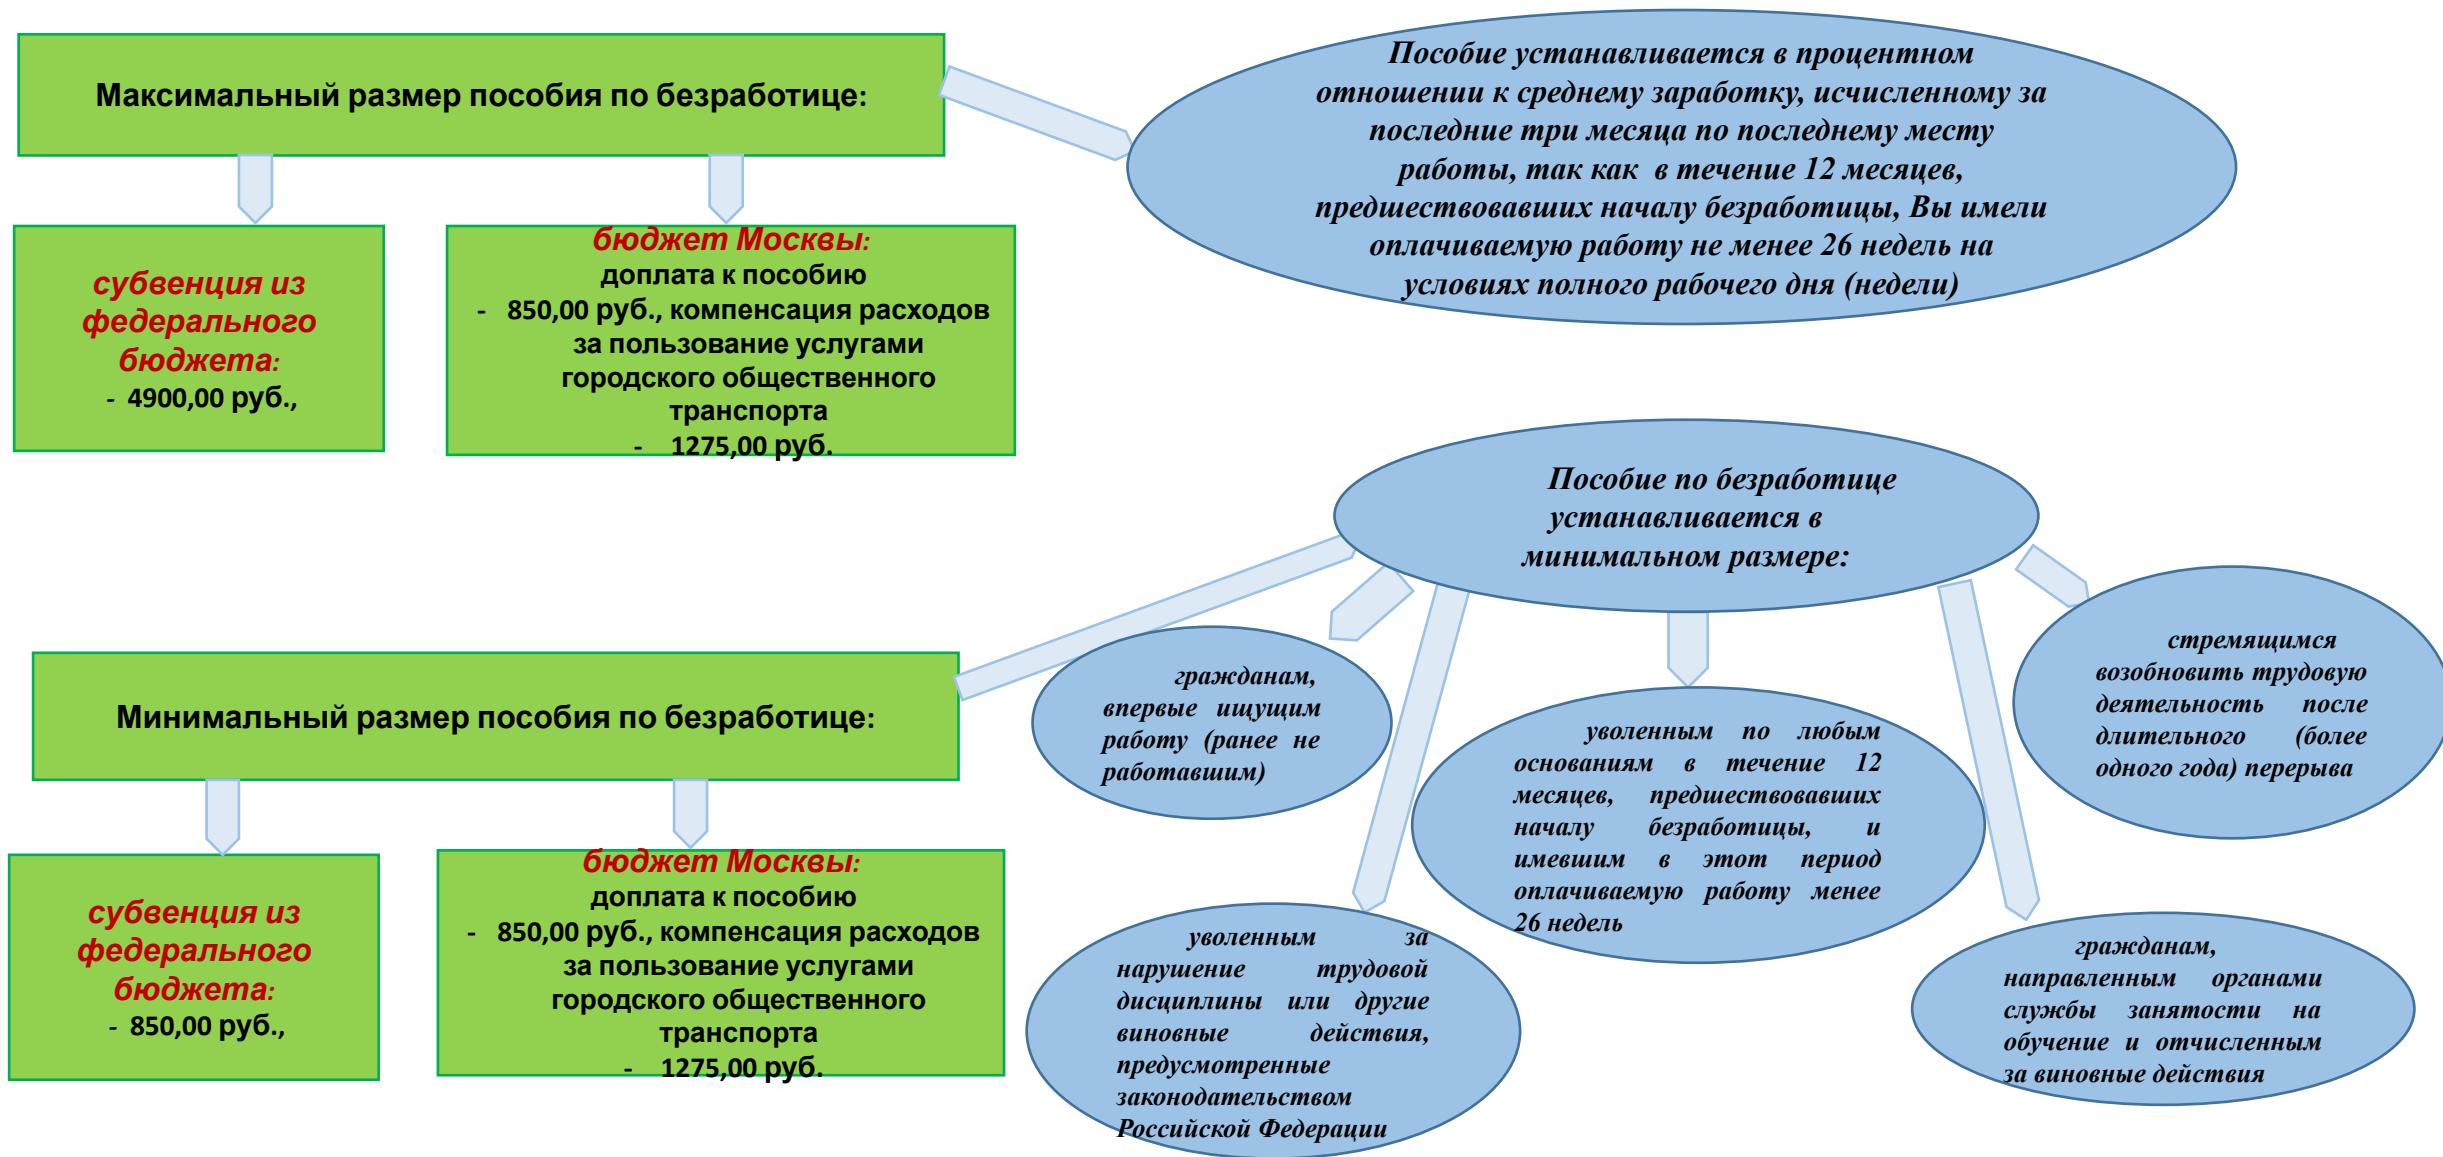 Максимальный размер пособия по безработице:
субвенция из
федерального
бюджета:
- 4900,00 руб.,
бюджет Москвы:
доплата к пособию
- 850,00 руб., компенсация расходов
за пользование услугами
городского общественного
транспорта
- 1275,00 руб.
Пособие устанавливается в процентном
отношении к среднему заработку, исчисленному за
последние три месяца по последнему месту
работы, так как в течение 12 месяцев,
предшествовавших началу безработицы, Вы имели
оплачиваемую работу не менее 26 недель на
условиях полного рабочего дня (недели)
Минимальный размер пособия по безработице:
субвенция из
федерального
бюджета:
- 850,00 руб.,
бюджет Москвы:
доплата к пособию
- 850,00 руб., компенсация расходов
за пользование услугами
городского общественного
транспорта
- 1275,00 руб.
Пособие по безработице
устанавливается в
минимальном размере:
гражданам,
впервые ищущим
работу (ранее не
работавшим)
уволенным за
нарушение трудовой
дисциплины или другие
виновные действия,
предусмотренные
законодательством
Российской Федерации
уволенным по любым
основаниям в течение 12
месяцев, предшествовавших
началу безработицы, и
имевшим в этот период
оплачиваемую работу менее
26 недель
гражданам,
направленным органами
службы занятости на
обучение и отчисленным
за виновные действия
стремящимся
возобновить трудовую
деятельность после
длительного (более
одного года) перерыва